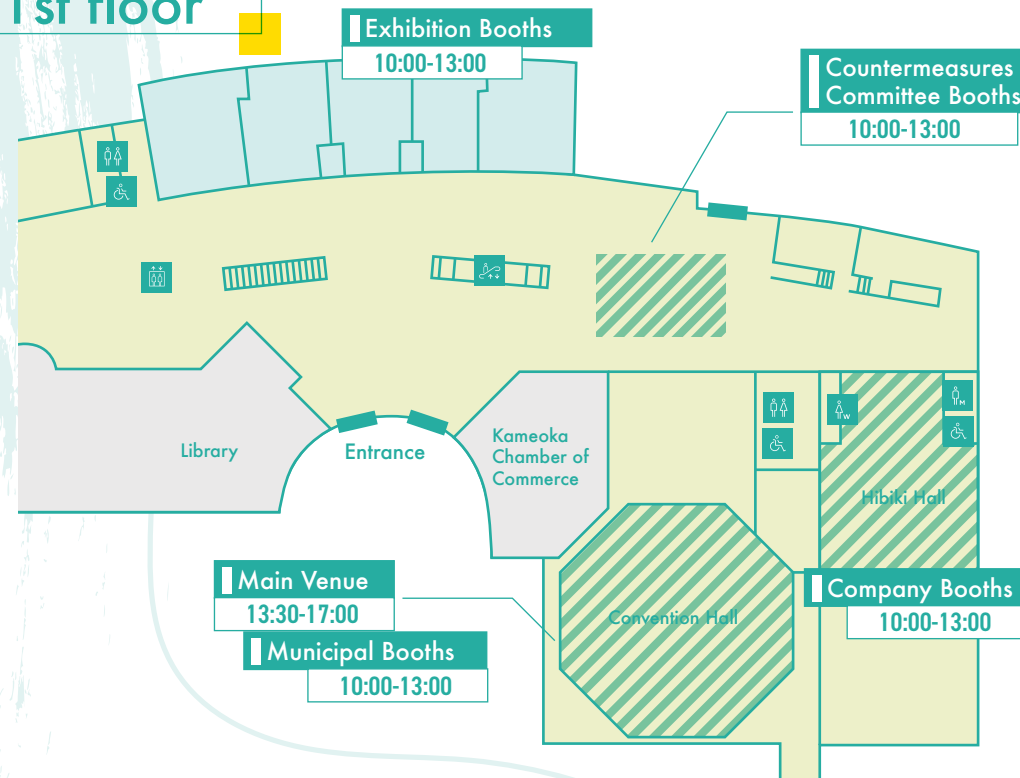 1st floor
Exhibition Booths
10:00-13:00
Countermeasures
Committee Booths
10:00-13:00
Library
Entrance
Kameoka
Chamber of
Commerce
W
M
Hibiki Hall
Main Venue
13:30-17:00
Municipal Booths
10:00-13:00
Convention Hall
Company Booths
10:00-13:00